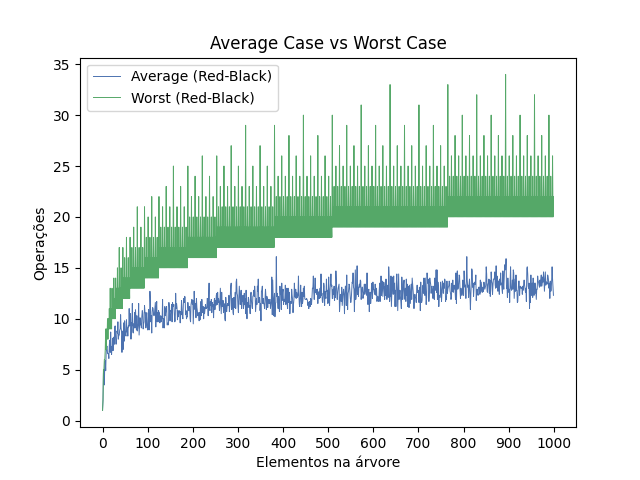 Average Case vs Worst Case
Average (Red-Black)
Worst (Red-Black)
35
30
25
20
15
10
5
0
Operações
0 100 200 300 400 500 600 700 800 900 1000
Elementos na árvore